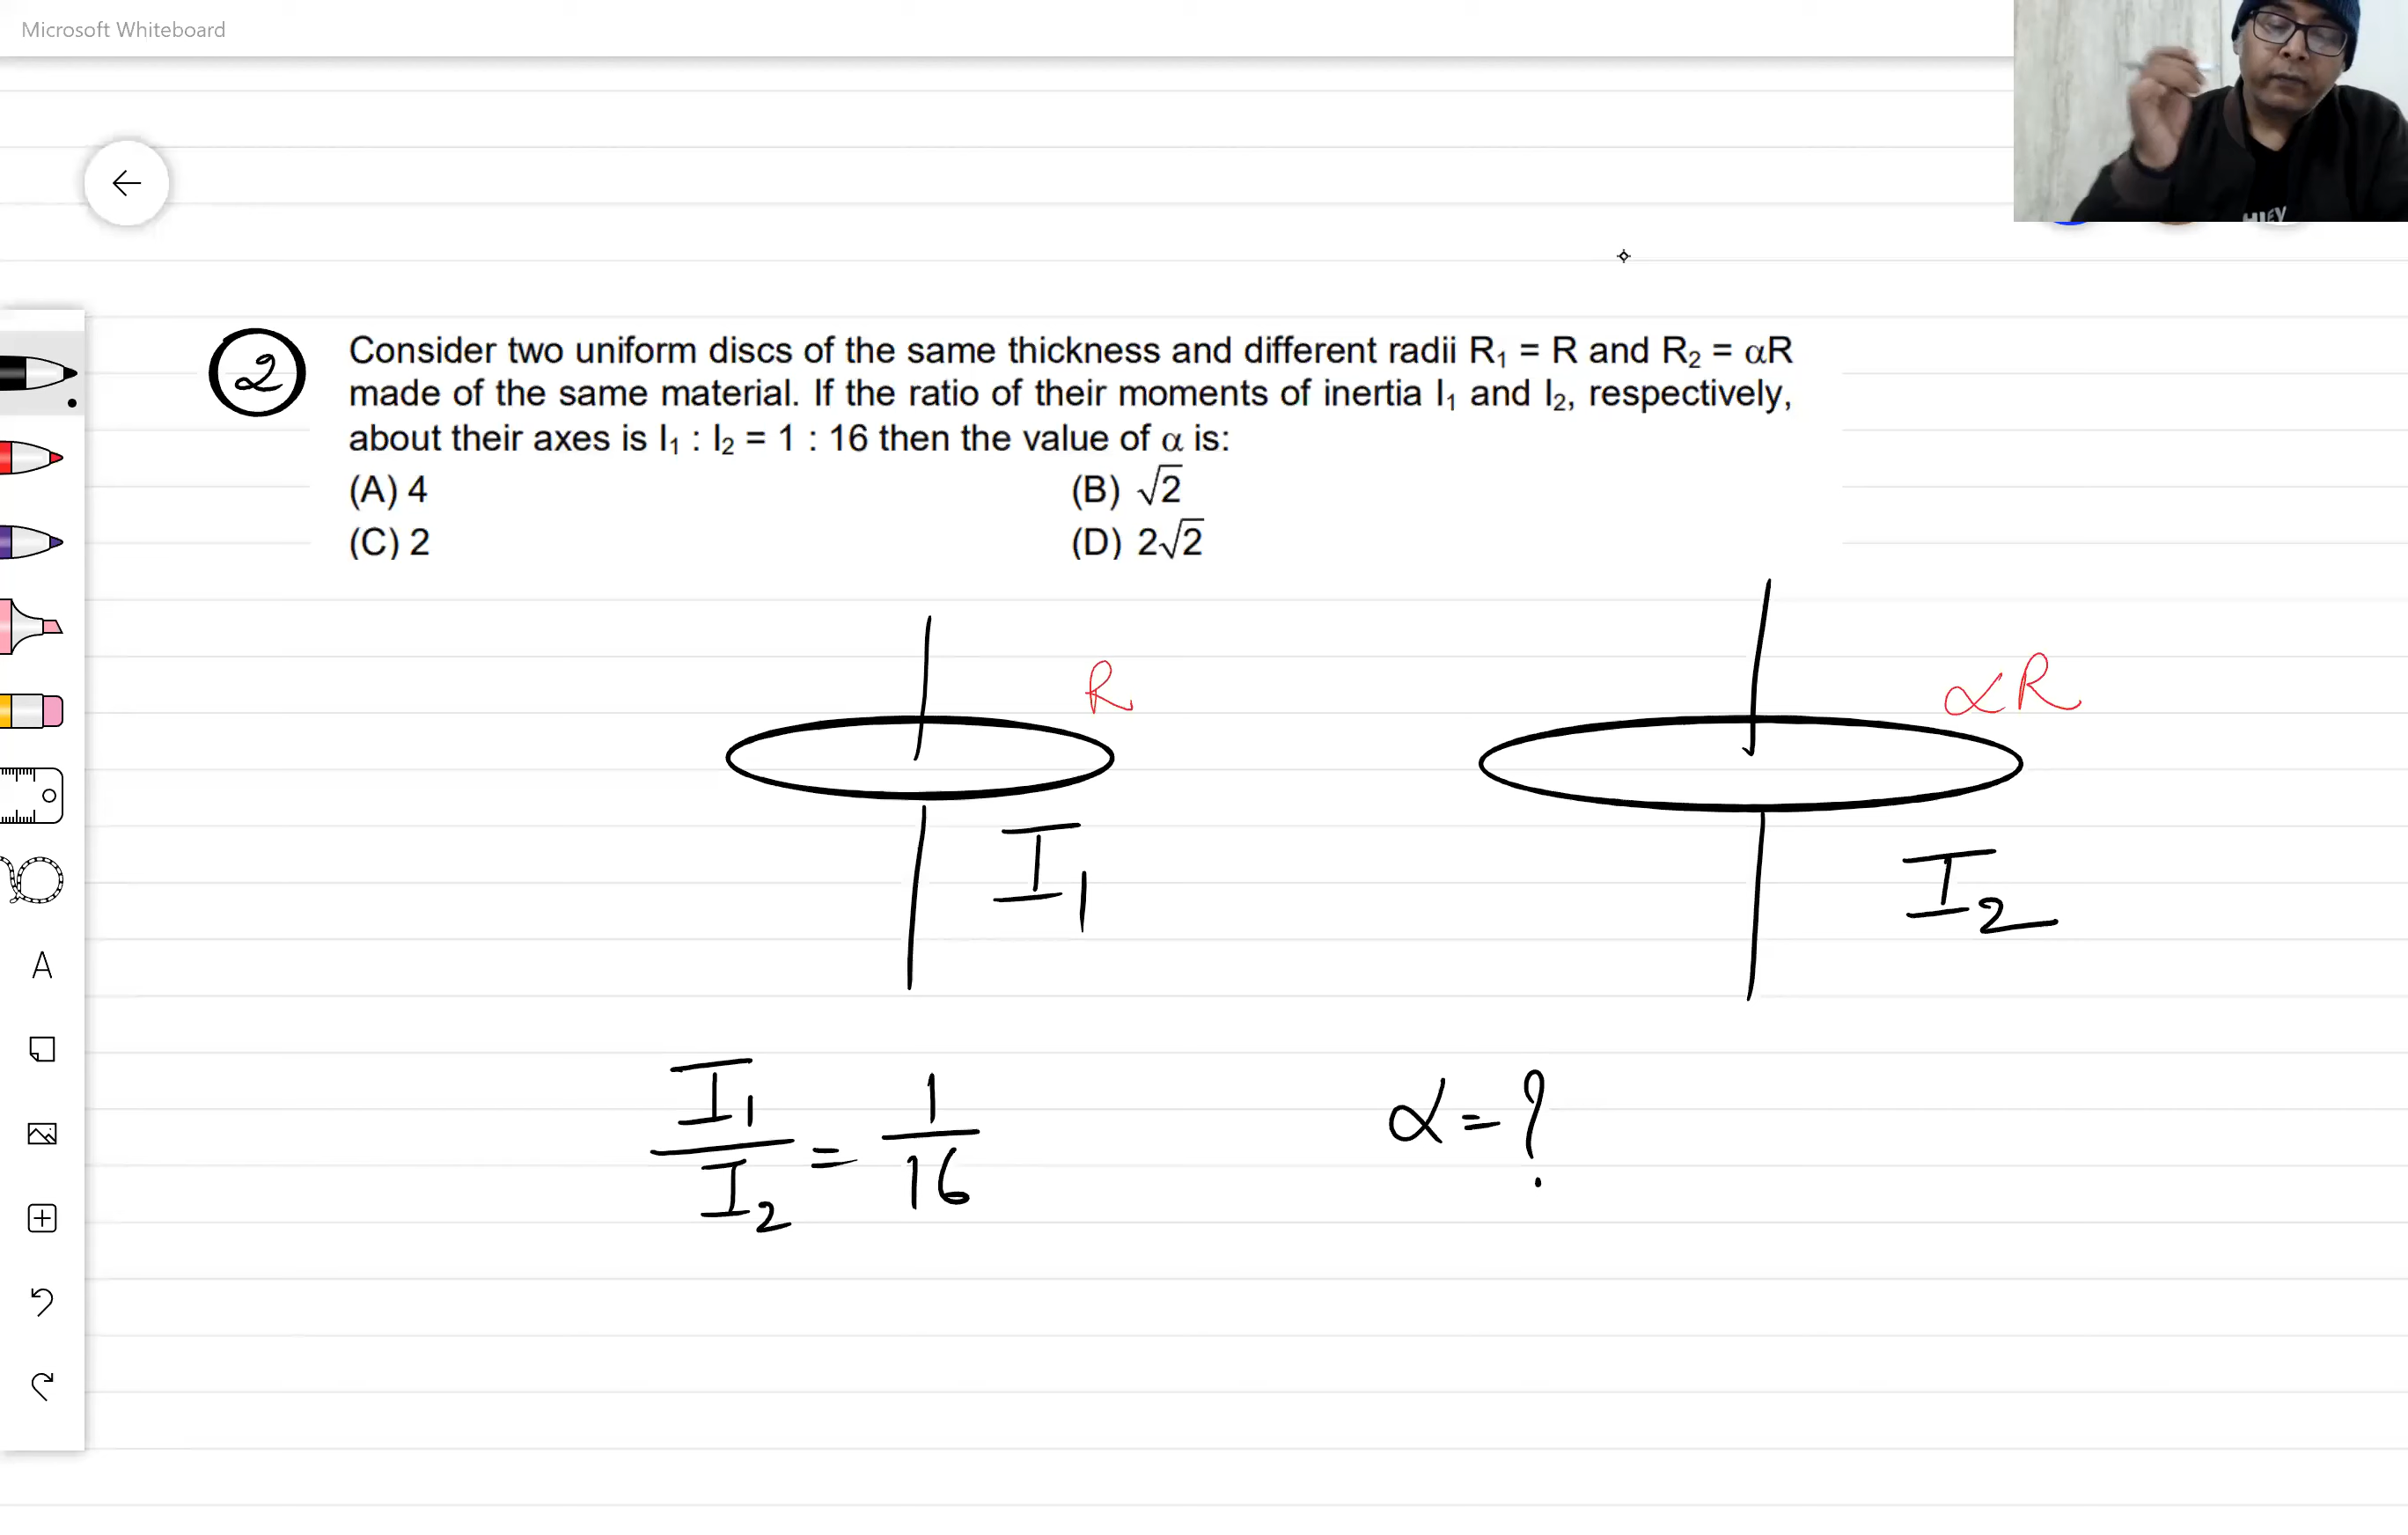 Microsoft Whiteboard
2
Consider two uniform discs of the same thickness and different radii R₁ = R and R₂ = αR
made of the same material. If the ratio of their moments of inertia I₁ and I₂, respectively,
about their axes is I₁ : I₂ = 1 : 16 then the value of α is:
(A) 4 (B) √2
(C) 2 (D) 2√2
R αR
I₁ I₂
I₁/I₂ = 1/16 α = ?
A